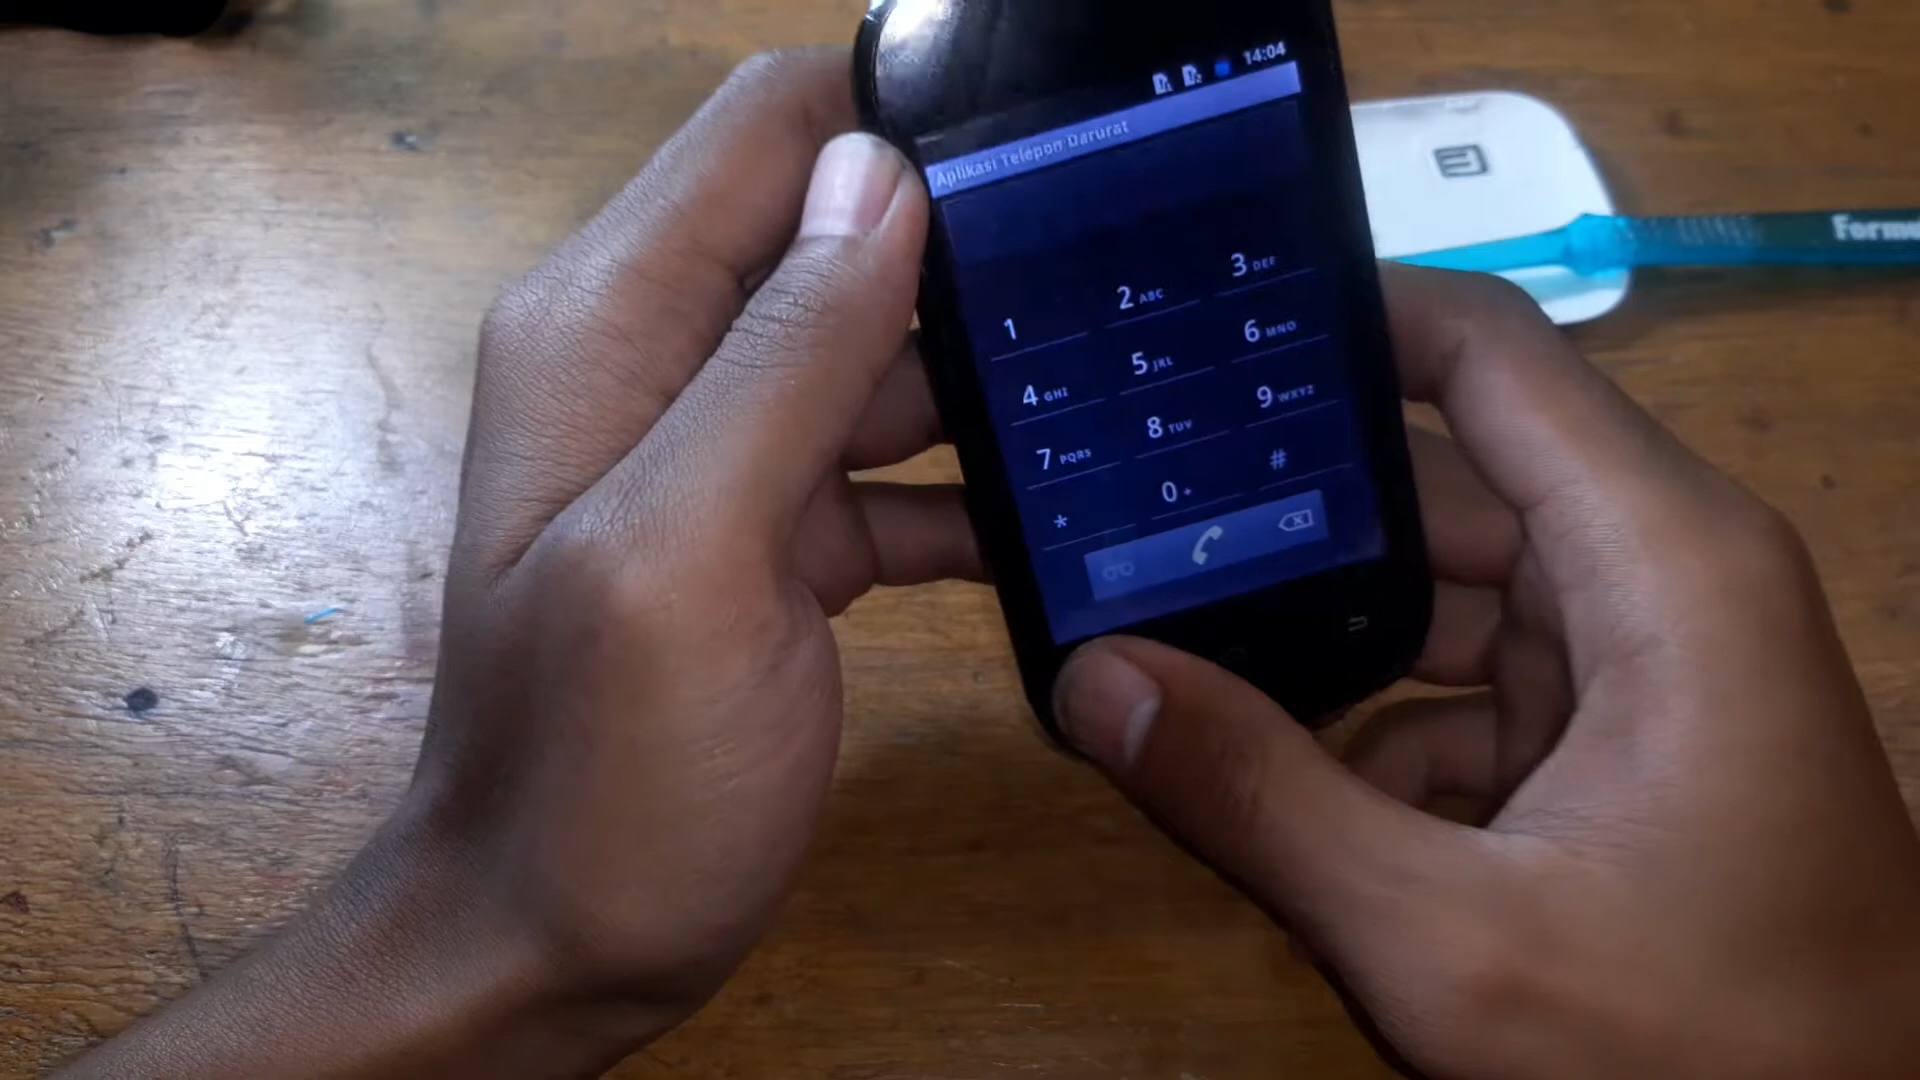 14:04
Aplikasi Telepon Darurat
1
2 ABC
3 DEF
4 GHI
5 JKL
6 MNO
7 PQRS
8 TUV
9 WXYZ
*
0 +
#
Forme